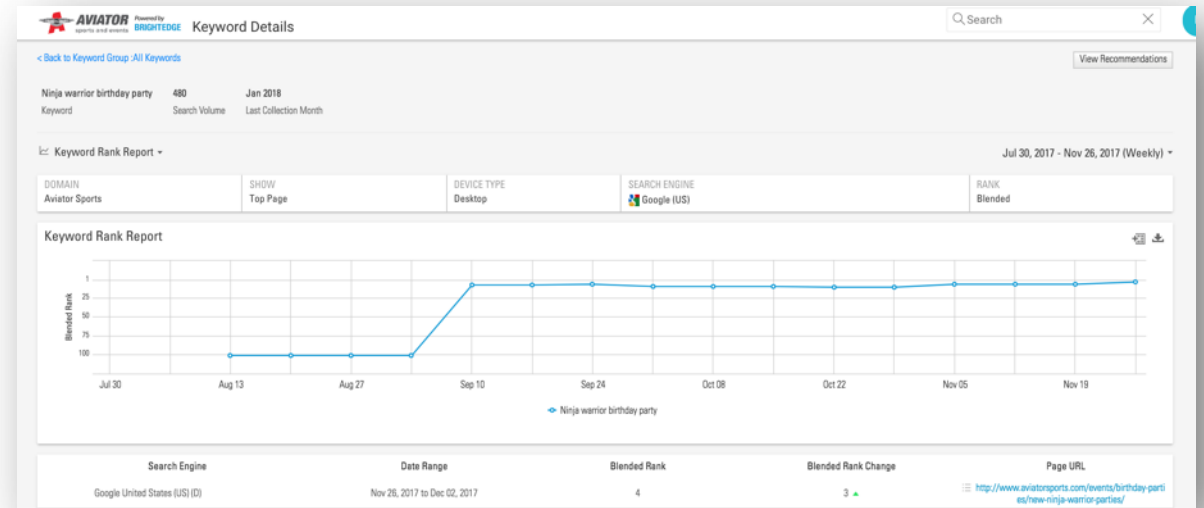 AVIATOR Powered by
sports and events BRIGHTEDGE Keyword Details
Search
< Back to Keyword Group :All Keywords
View Recommendations
Ninja warrior birthday party 480 Jan 2018
Keyword Search Volume Last Collection Month
Keyword Rank Report
Jul 30, 2017 - Nov 26, 2017 (Weekly)
DOMAIN SHOW DEVICE TYPE SEARCH ENGINE RANK
Aviator Sports Top Page Desktop Google (US) Blended
Keyword Rank Report
Blended Rank
1
25
50
75
100
Jul 30 Aug 13 Aug 27 Sep 10 Sep 24 Oct 08 Oct 22 Nov 05 Nov 19
Ninja warrior birthday party
Search Engine Date Range Blended Rank Blended Rank Change Page URL
Google United States (US) (D) Nov 26, 2017 to Dec 02, 2017 4 3 http://www.aviatorsports.com/events/birthday-parti
es/new-ninja-warrior-parties/